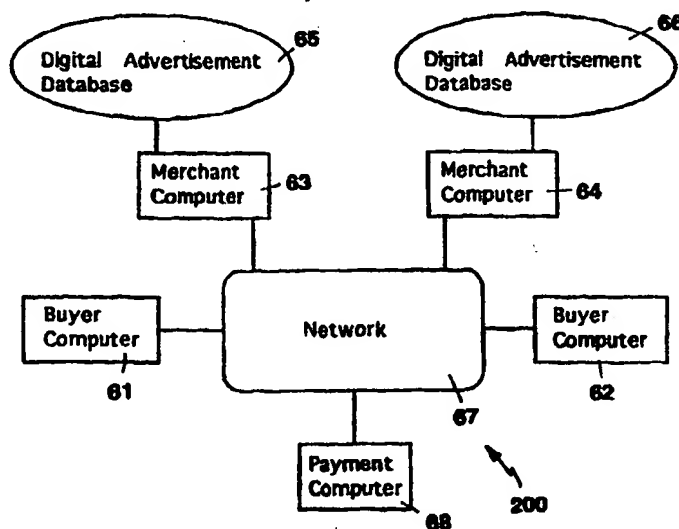 65
Digital Advertisement
Database
66
Digital Advertisement
Database
Merchant
Computer
63
Merchant
Computer
64
Buyer
Computer
61
Network
67
Buyer
Computer
62
Payment
Computer
68
200